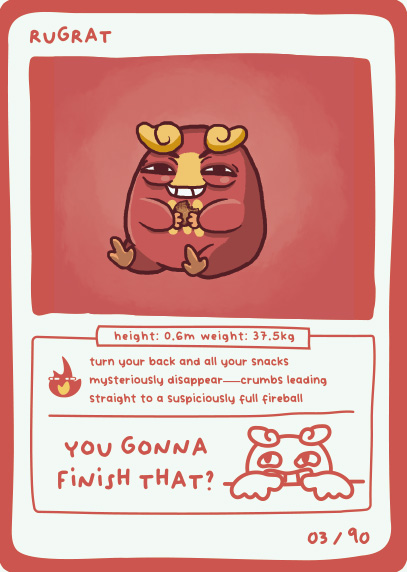 RUGRAT
height: 0.6m weight: 37.5kg
turn your back and all your snacks
mysteriously disappear—crumbs leading
straight to a suspiciously full fireball
YOU GONNA
FINISH THAT?
03 / 90